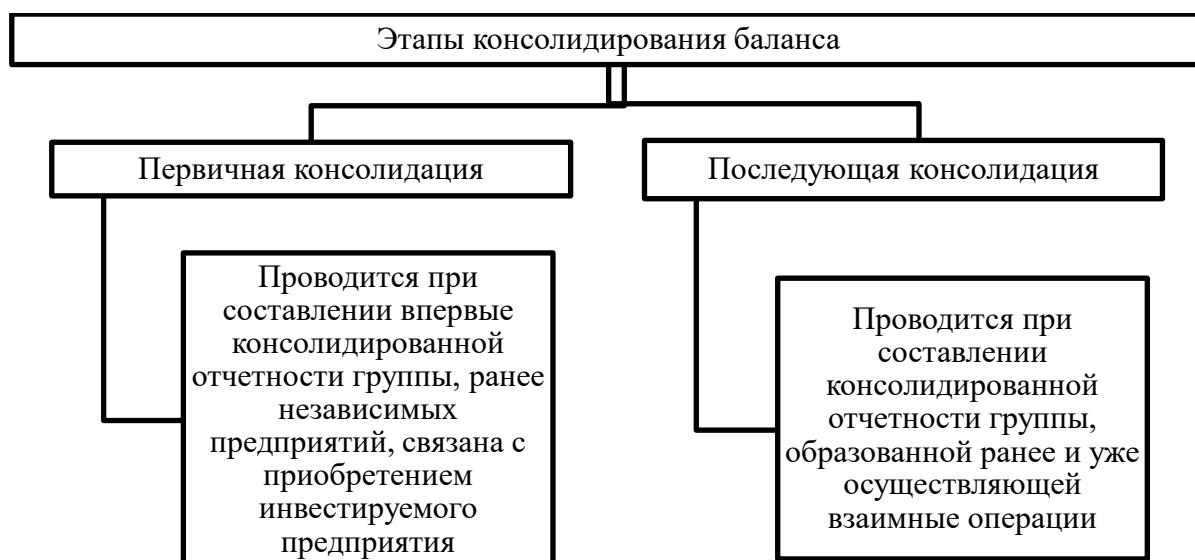 Этапы консолидирования баланса
Первичная консолидация
Последующая консолидация
Проводится при
составлении впервые
консолидированной
отчетности группы, ранее
независимых
предприятий, связана с
приобретением
инвестируемого
предприятия
Проводится при
составлении
консолидированной
отчетности группы,
образованной ранее и уже
осуществляющей
взаимные операции